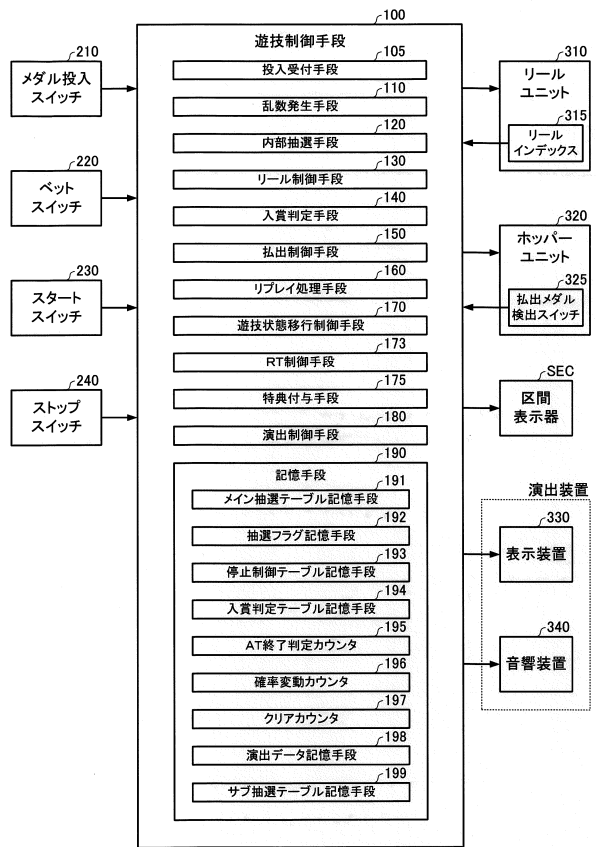 210
メダル投入
スイッチ
220
ベット
スイッチ
230
スタート
スイッチ
240
ストップ
スイッチ
100
遊技制御手段
105
投入受付手段
110
乱数発生手段
120
内部抽選手段
130
リール制御手段
140
入賞判定手段
150
払出制御手段
160
リプレイ処理手段
170
遊技状態移行制御手段
173
RT制御手段
175
特典付与手段
180
演出制御手段
190
記憶手段
191
メイン抽選テーブル記憶手段
192
抽選フラグ記憶手段
193
停止制御テーブル記憶手段
194
入賞判定テーブル記憶手段
195
AT終了判定カウンタ
196
確率変動カウンタ
197
クリアカウンタ
198
演出データ記憶手段
199
サブ抽選テーブル記憶手段
310
リール
ユニット
315
リール
インデックス
320
ホッパー
ユニット
325
払出メダル
検出スイッチ
SEC
区間
表示器
演出装置
330
表示装置
340
音響装置